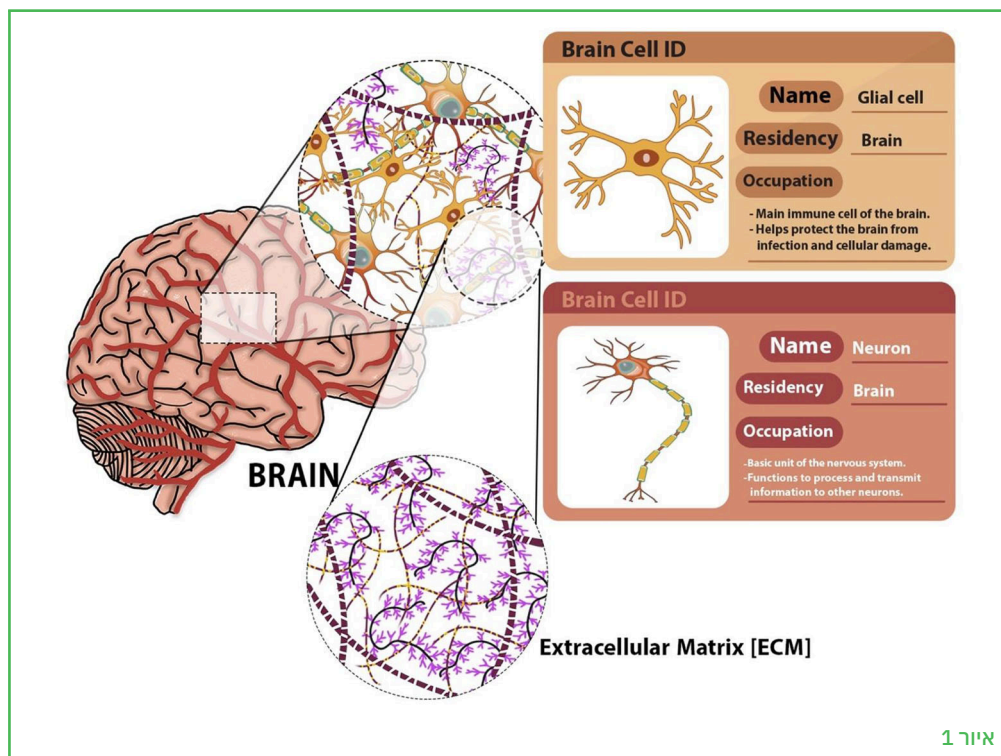 Brain Cell ID
Name Glial cell
Residency Brain
Occupation
- Main immune cell of the brain.
- Helps protect the brain from
infection and cellular damage.
Brain Cell ID
Name Neuron
Residency Brain
Occupation
-Basic unit of the nervous system.
-Functions to process and transmit
information to other neurons.
BRAIN
Extracellular Matrix [ECM]
איור 1